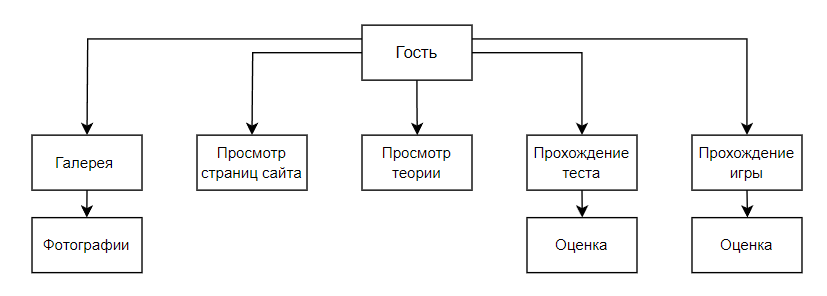 Гость
Галерея
Просмотр
страниц сайта
Просмотр
теории
Прохождение
теста
Прохождение
игры
Фотографии
Оценка
Оценка